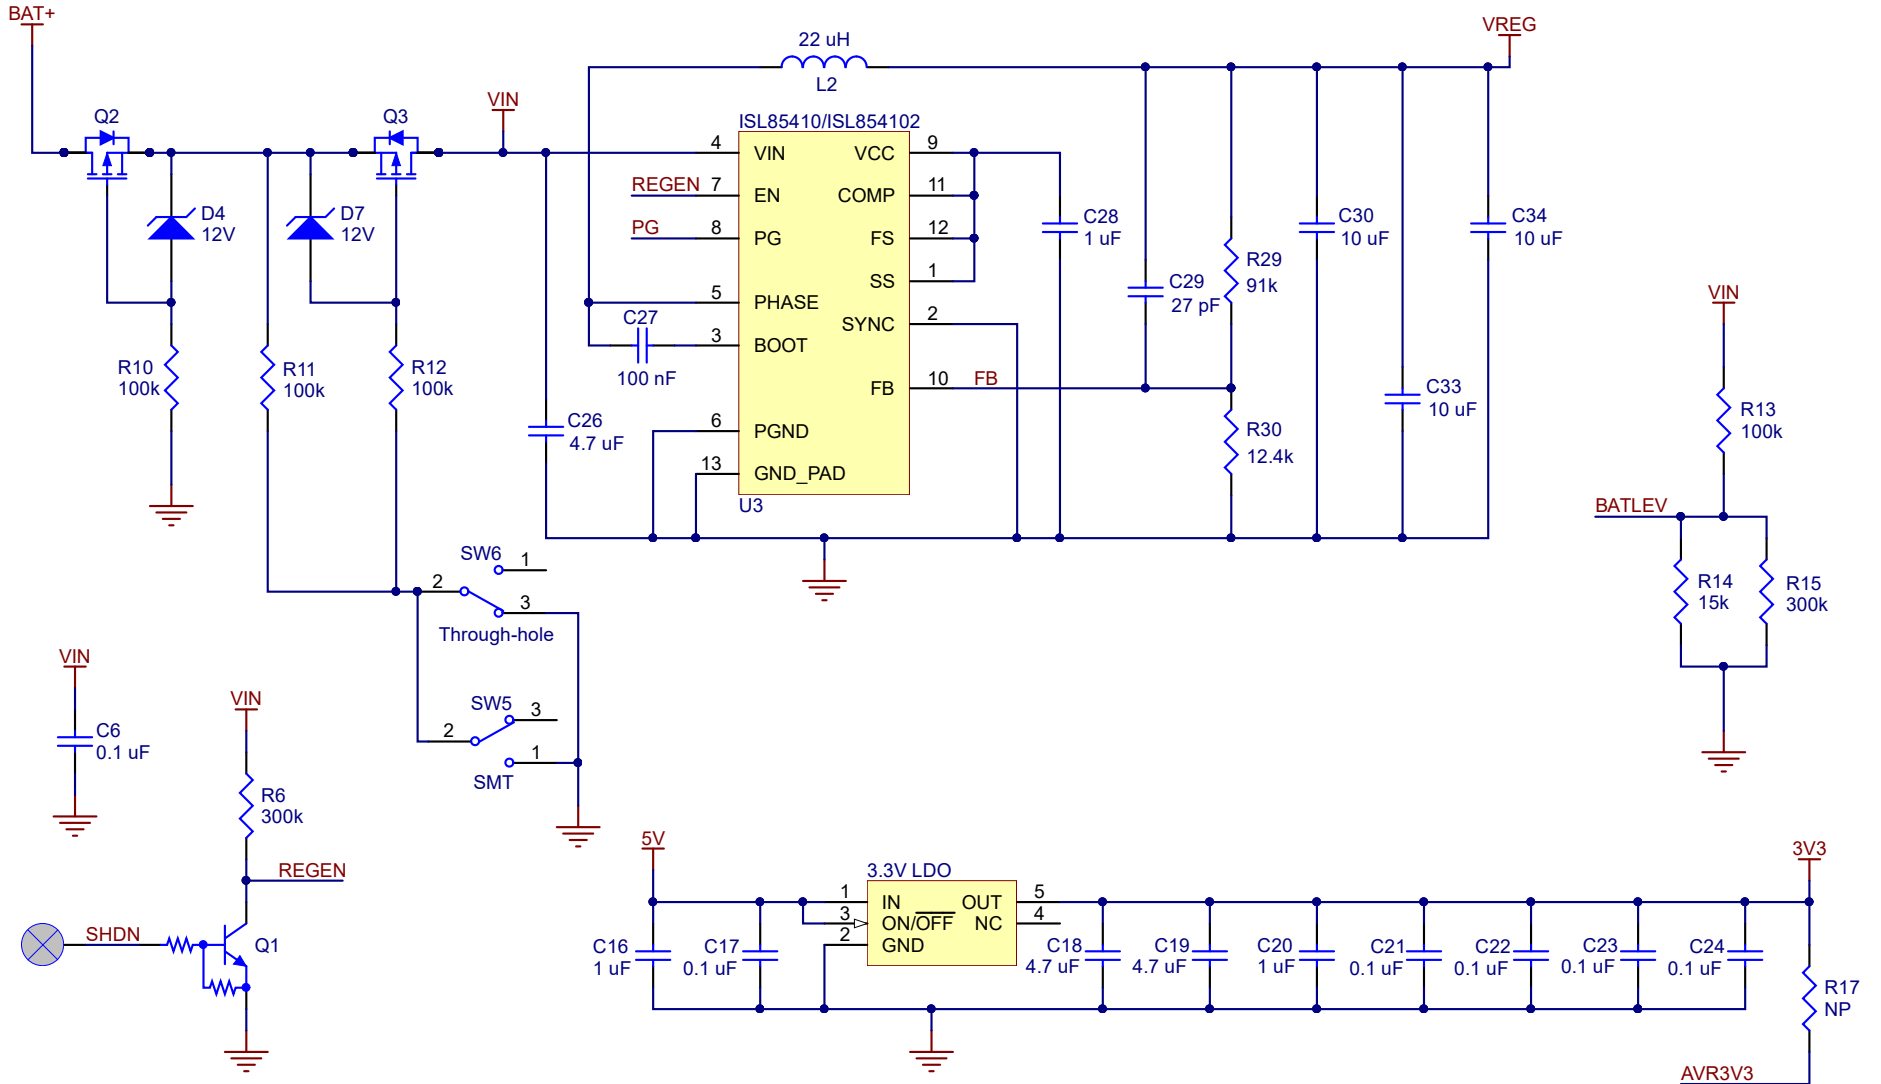 BAT+
22 uH
L2
VREG
Q2
Q3
VIN
ISL85410/ISL854102
4 VIN VCC 9
REGEN 7 EN COMP 11
PG 8 PG FS 12
SS 1
5 PHASE
SYNC 2
3 BOOT
FB 10 FB
6 PGND
13 GND_PAD
U3
D4
12V
D7
12V
C27
100 nF
C28
1 uF
C29
27 pF
R29
91k
C30
10 uF
C34
10 uF
R10
100k
R11
100k
R12
100k
C26
4.7 uF
R30
12.4k
C33
10 uF
VIN
R13
100k
BATLEV
R14
15k
R15
300k
SW6
1
2
3
Through-hole
SW5
3
2
1
SMT
VIN
C6
0.1 uF
VIN
R6
300k
REGEN
SHDN
Q1
5V
3.3V LDO
1 IN OUT 5
3 ON/OFF NC 4
2 GND
3V3
C16
1 uF
C17
0.1 uF
C18
4.7 uF
C19
4.7 uF
C20
1 uF
C21
0.1 uF
C22
0.1 uF
C23
0.1 uF
C24
0.1 uF
R17
NP
AVR3V3